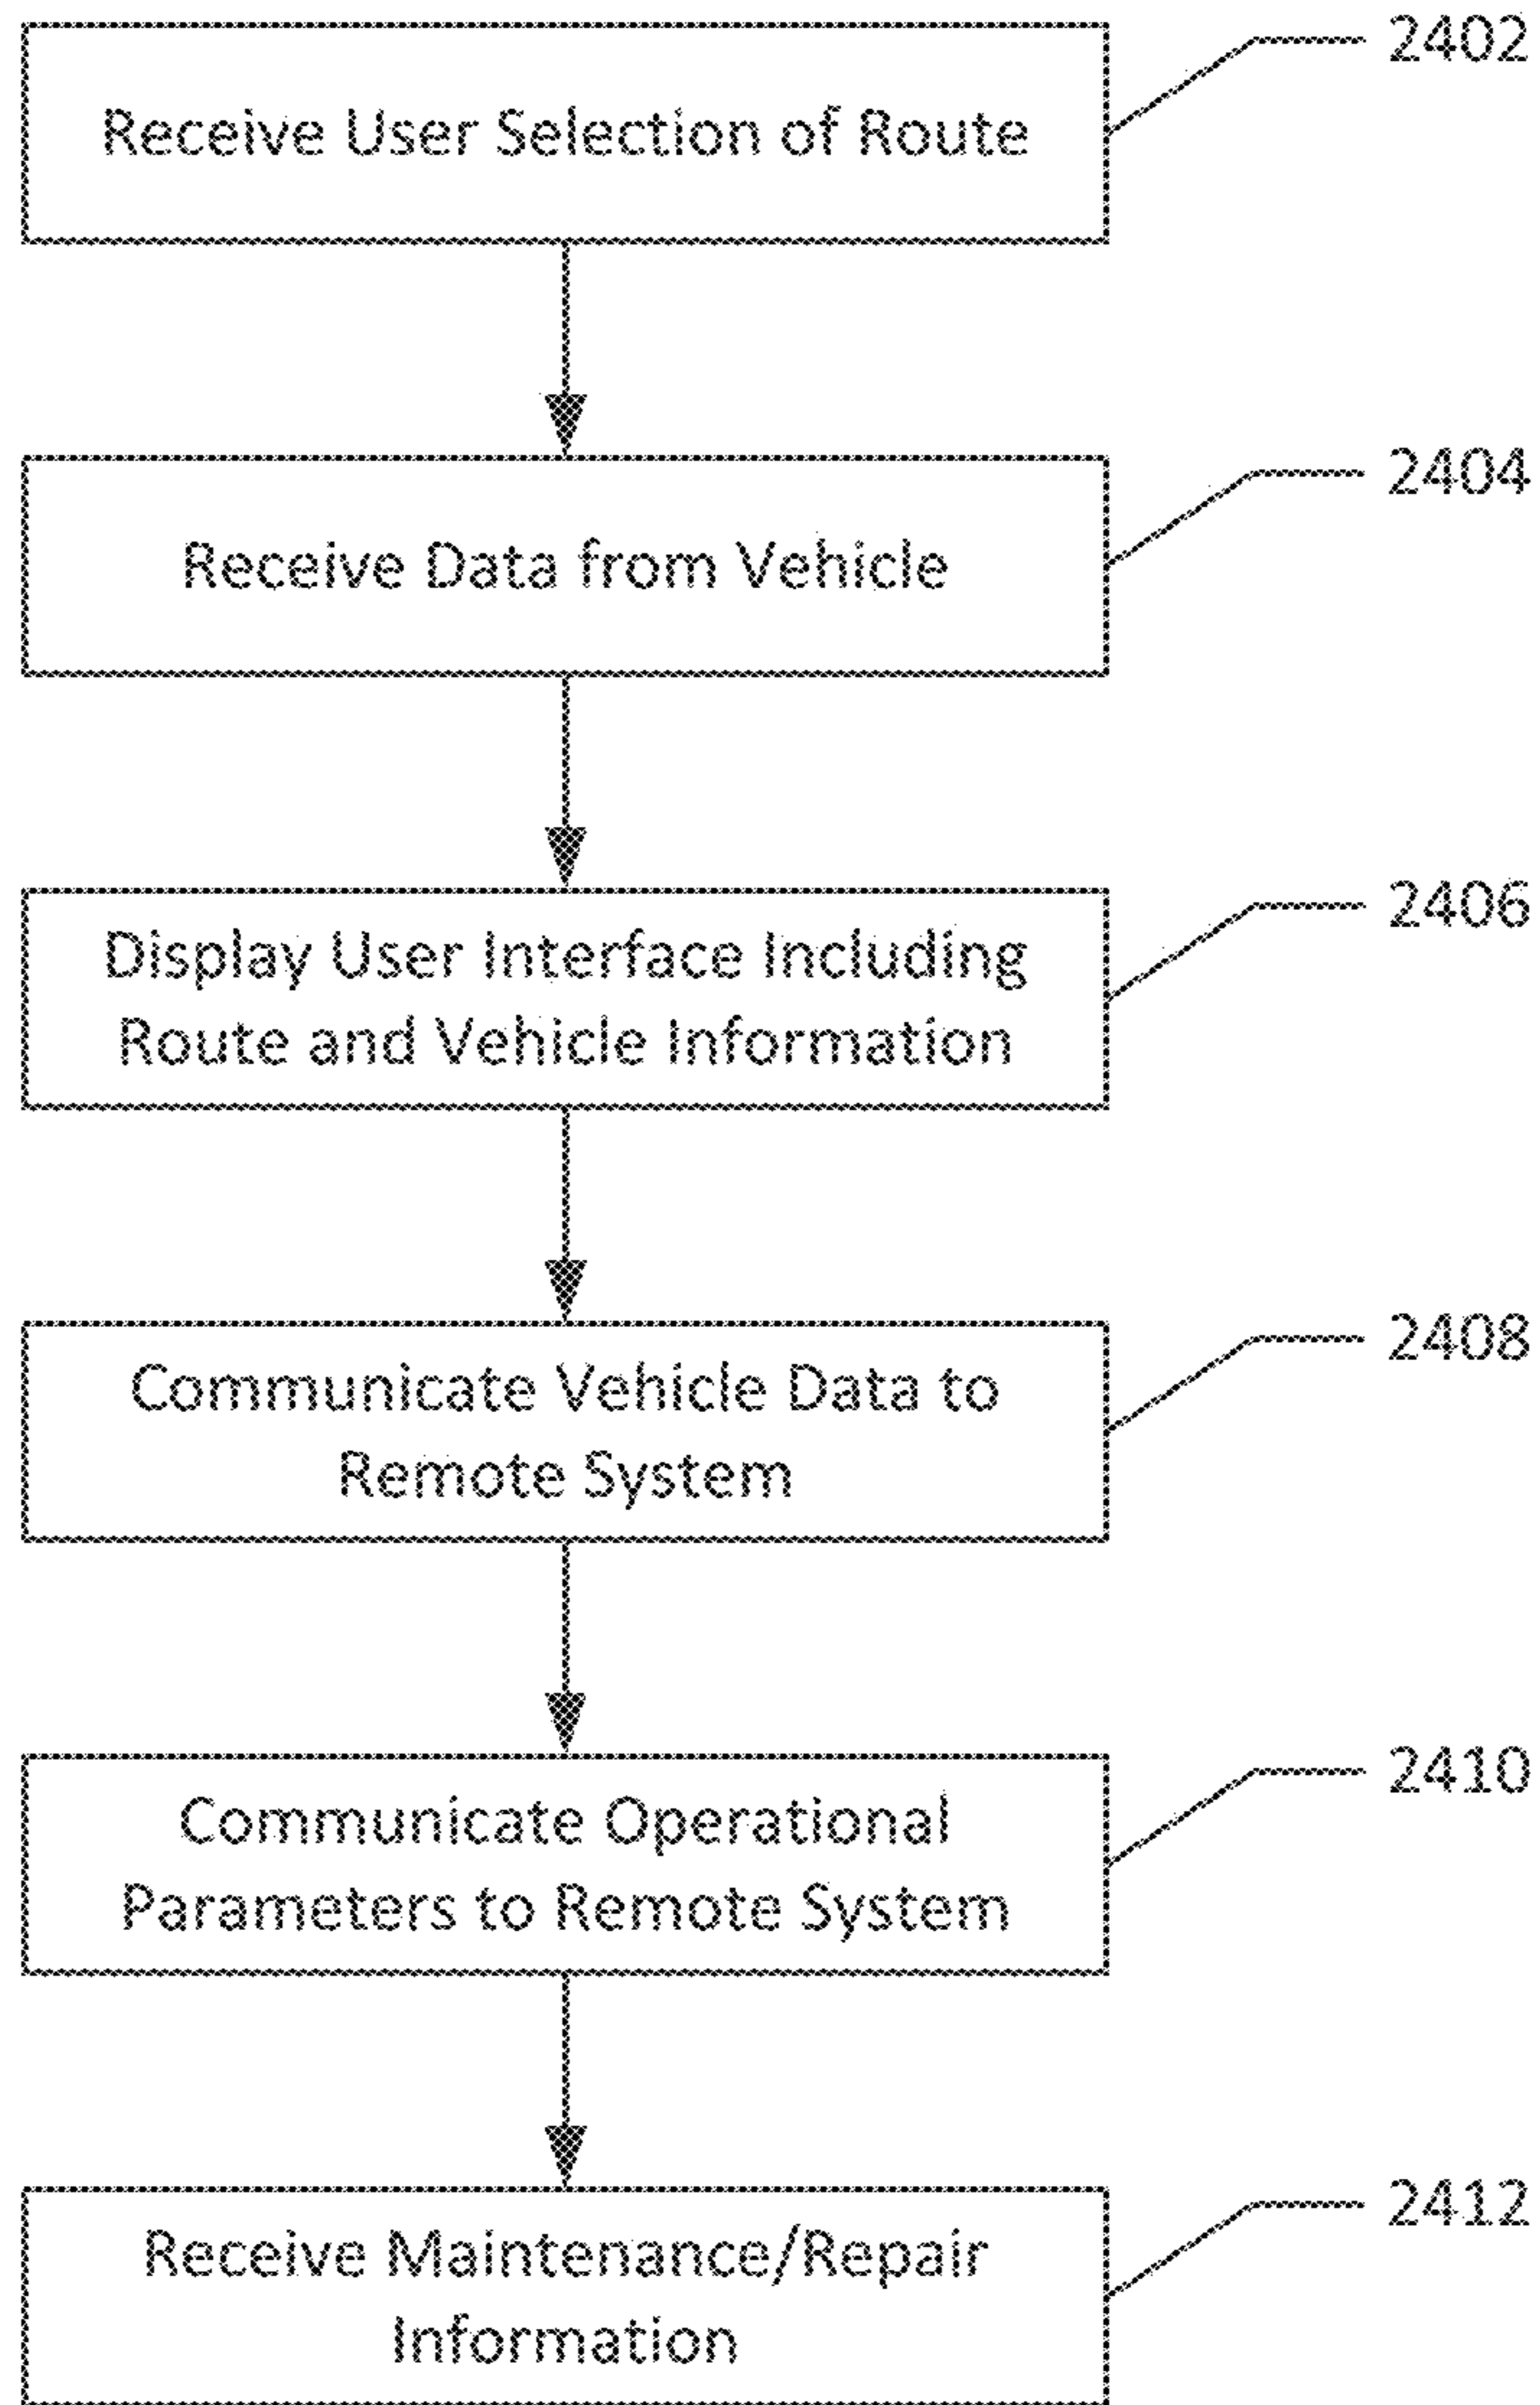 2402
Receive User Selection of Route
2404
Receive Data from Vehicle
2406
Display User Interface Including
Route and Vehicle Information
2408
Communicate Vehicle Data to
Remote System
2410
Communicate Operational
Parameters to Remote System
2412
Receive Maintenance/Repair
Information